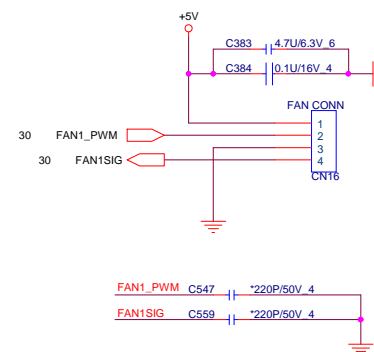 +5V
C383 4.7U/6.3V_6
C384 0.1U/16V_4
FAN CONN
1
30 FAN1_PWM 2
3
30 FAN1SIG 4
CN16
FAN1_PWM C547 *220P/50V_4
FAN1SIG C559 *220P/50V_4